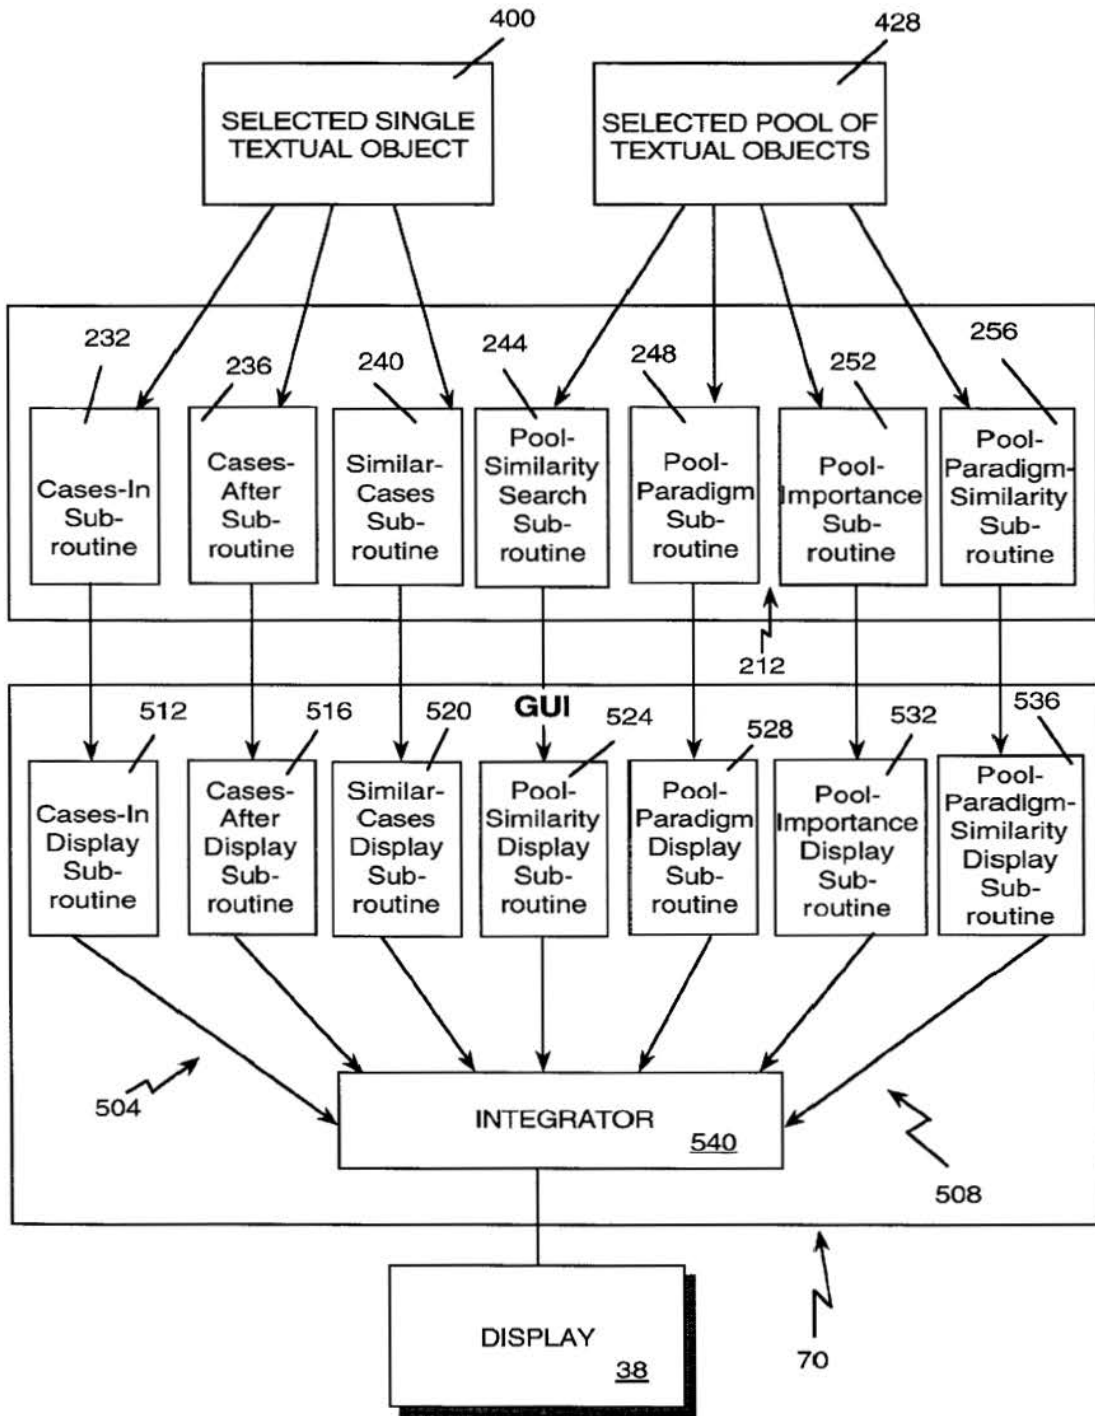 400
428
SELECTED SINGLE
TEXTUAL OBJECT
SELECTED POOL OF
TEXTUAL OBJECTS
232
236
240
244
248
252
256
Cases-In
Sub-
routine
Cases-
After
Sub-
routine
Similar-
Cases
Sub-
routine
Pool-
Similarity
Search
Sub-
routine
Pool-
Paradigm
Sub-
routine
Pool-
Importance
Sub-
routine
Pool-
Paradigm-
Similarity
Sub-
routine
212
GUI
512
516
520
524
528
532
536
Cases-In
Display
Sub-
routine
Cases-
After
Display
Sub-
routine
Similar-
Cases
Display
Sub-
routine
Pool-
Similarity
Display
Sub-
routine
Pool-
Paradigm
Display
Sub-
routine
Pool-
Importance
Display
Sub-
routine
Pool-
Paradigm-
Similarity
Display
Sub-
routine
504
INTEGRATOR
540
508
DISPLAY
38
70